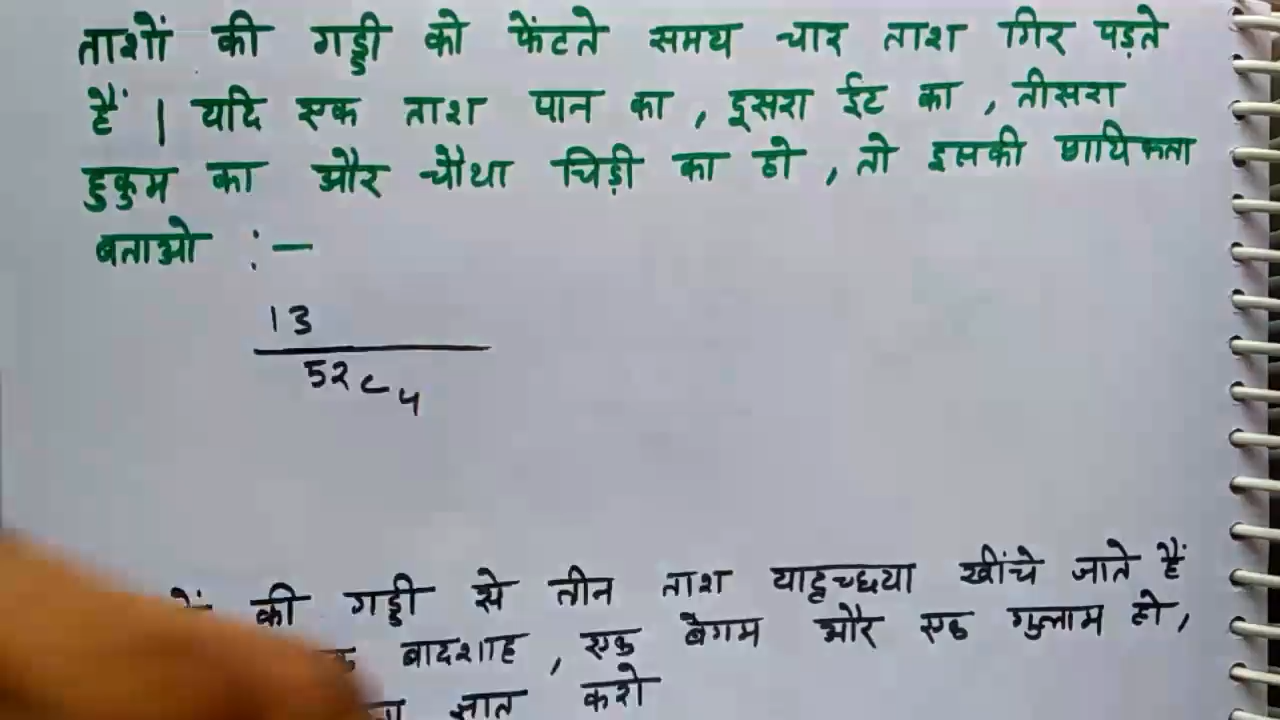 ताशों की गड्डी को फेंटते समय चार ताश गिर पड़ते
हैं | यदि एक ताश पान का , दूसरा ईट का , तीसरा
हुकुम का और चौथा चिड़ी का हो , तो इसकी प्रायिकता
बताओ :—
13
52c4
की गड्डी से तीन ताश यादृच्छया खींचे जाते हैं
बादशाह , एक बेगम और एक गुलाम हो ,
ज्ञात करो